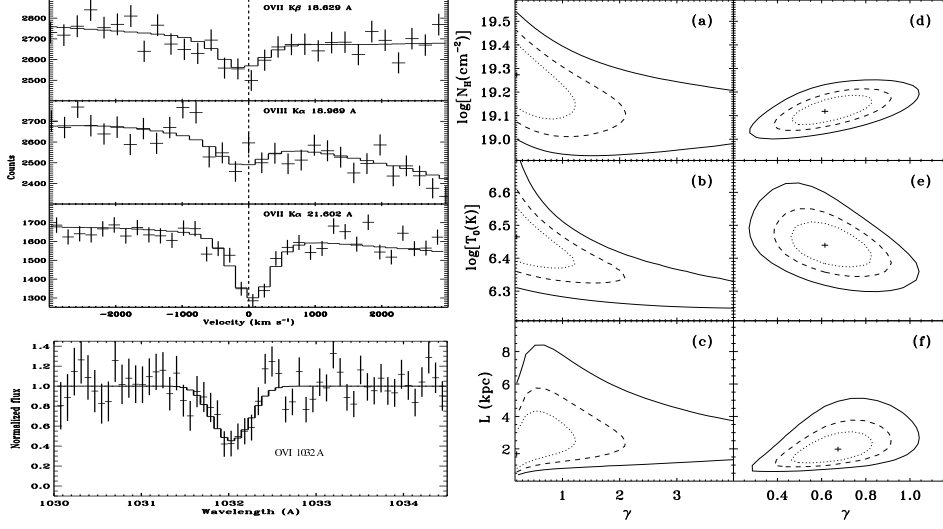 2800
2700
2600
2500
OVII Kβ 18.629 A
2700
2600
2500
2400
OVIII Kα 18.969 A
Counts
1700
1600
1500
1400
1300
OVII Kα 21.602 A
-2000 -1000 0 1000 2000
Velocity (km s⁻¹)
1.4
1.2
1.0
0.8
0.6
0.4
0.2
0.0
Normalized flux
OVI 1032A
1030 1031 1032 1033 1034
Wavelength (A)
19.5
19.4
19.3
19.2
19.1
19.0
log[N_H(cm⁻²)]
(a)
(d)
6.6
6.5
6.4
6.3
log[T₀(K)]
(b)
(e)
8
6
4
2
L (kpc)
(c)
(f)
1 2 3
γ
0.4 0.6 0.8 1.0
γ